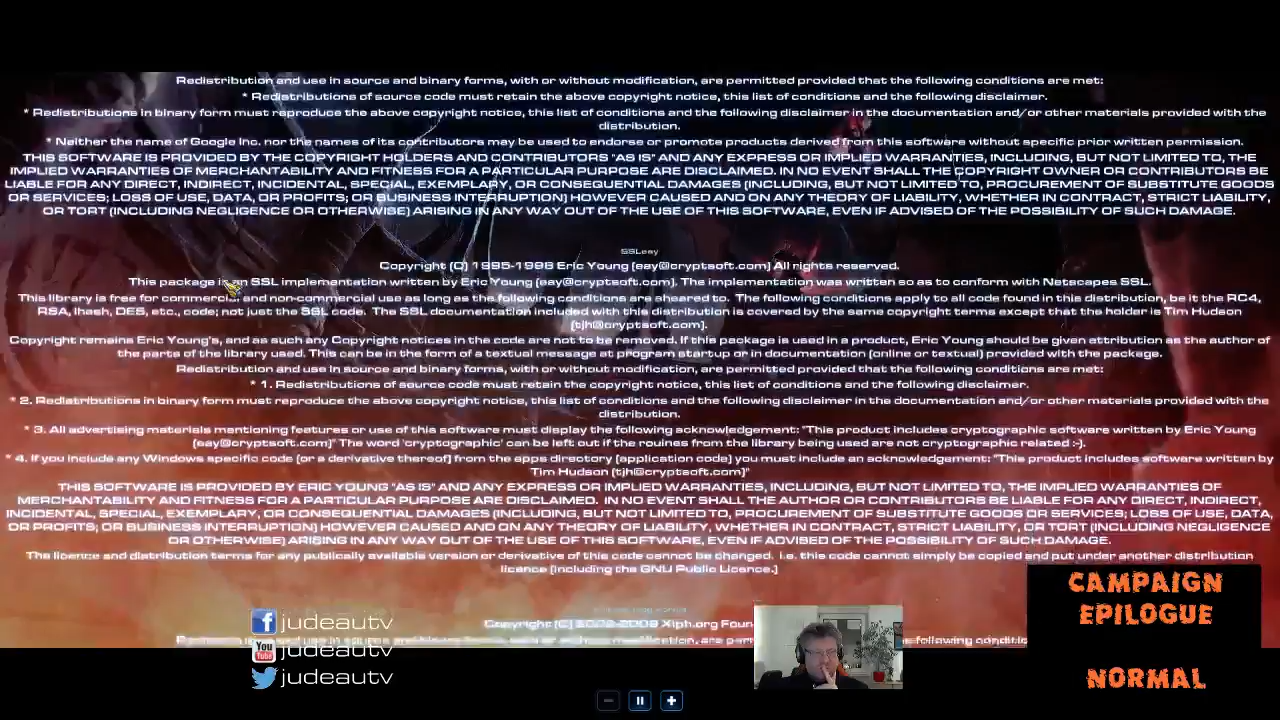 Redistribution and use in source and binary forms, with or without modification, are permitted provided that the following conditions are met:
* Redistributions of source code must retain the above copyright notice, this list of conditions and the following disclaimer.
* Redistributions in binary form must reproduce the above copyright notice, this list of conditions and the following disclaimer in the documentation and/or other materials provided with the
distribution.
* Neither the name of Google Inc. nor the names of its contributors may be used to endorse or promote products derived from this software without specific prior written permission.
THIS SOFTWARE IS PROVIDED BY THE COPYRIGHT HOLDERS AND CONTRIBUTORS "AS IS" AND ANY EXPRESS OR IMPLIED WARRANTIES, INCLUDING, BUT NOT LIMITED TO, THE
IMPLIED WARRANTIES OF MERCHANTABILITY AND FITNESS FOR A PARTICULAR PURPOSE ARE DISCLAIMED. IN NO EVENT SHALL THE COPYRIGHT OWNER OR CONTRIBUTORS BE
LIABLE FOR ANY DIRECT, INDIRECT, INCIDENTAL, SPECIAL, EXEMPLARY, OR CONSEQUENTIAL DAMAGES (INCLUDING, BUT NOT LIMITED TO, PROCUREMENT OF SUBSTITUTE GOODS
OR SERVICES; LOSS OF USE, DATA, OR PROFITS; OR BUSINESS INTERRUPTION) HOWEVER CAUSED AND ON ANY THEORY OF LIABILITY, WHETHER IN CONTRACT, STRICT LIABILITY,
OR TORT (INCLUDING NEGLIGENCE OR OTHERWISE) ARISING IN ANY WAY OUT OF THE USE OF THIS SOFTWARE, EVEN IF ADVISED OF THE POSSIBILITY OF SUCH DAMAGE.
SSLeay
Copyright (C) 1995-1998 Eric Young (eay@cryptsoft.com) All rights reserved.
This package is an SSL implementation written by Eric Young (eay@cryptsoft.com). The implementation was written so as to conform with Netscapes SSL.
This library is free for commercial and non-commercial use as long as the following conditions are sheared to. The following conditions apply to all code found in this distribution, be it the RC4,
RSA, lhash, DES, etc., code; not just the SSL code. The SSL documentation included with this distribution is covered by the same copyright terms except that the holder is Tim Hudson
(tjh@cryptsoft.com).
Copyright remains Eric Young's, and as such any Copyright notices in the code are not to be removed. If this package is used in a product, Eric Young should be given attribution as the author of
the parts of the library used. This can be in the form of a textual message at program startup or in documentation (online or textual) provided with the package.
Redistribution and use in source and binary forms, with or without modification, are permitted provided that the following conditions are met:
* 1. Redistributions of source code must retain the copyright notice, this list of conditions and the following disclaimer.
* 2. Redistributions in binary form must reproduce the above copyright notice, this list of conditions and the following disclaimer in the documentation and/or other materials provided with the
distribution.
* 3. All advertising materials mentioning features or use of this software must display the following acknowledgement: "This product includes cryptographic software written by Eric Young
(eay@cryptsoft.com)" The word 'cryptographic' can be left out if the rouines from the library being used are not cryptographic related :-).
* 4. If you include any Windows specific code (or a derivative thereof) from the apps directory (application code) you must include an acknowledgement: "This product includes software written by
Tim Hudson (tjh@cryptsoft.com)"
THIS SOFTWARE IS PROVIDED BY ERIC YOUNG "AS IS" AND ANY EXPRESS OR IMPLIED WARRANTIES, INCLUDING, BUT NOT LIMITED TO, THE IMPLIED WARRANTIES OF
MERCHANTABILITY AND FITNESS FOR A PARTICULAR PURPOSE ARE DISCLAIMED. IN NO EVENT SHALL THE AUTHOR OR CONTRIBUTORS BE LIABLE FOR ANY DIRECT, INDIRECT,
INCIDENTAL, SPECIAL, EXEMPLARY, OR CONSEQUENTIAL DAMAGES (INCLUDING, BUT NOT LIMITED TO, PROCUREMENT OF SUBSTITUTE GOODS OR SERVICES; LOSS OF USE, DATA,
OR PROFITS; OR BUSINESS INTERRUPTION) HOWEVER CAUSED AND ON ANY THEORY OF LIABILITY, WHETHER IN CONTRACT, STRICT LIABILITY, OR TORT (INCLUDING NEGLIGENCE
OR OTHERWISE) ARISING IN ANY WAY OUT OF THE USE OF THIS SOFTWARE, EVEN IF ADVISED OF THE POSSIBILITY OF SUCH DAMAGE.
The licence and distribution terms for any publically available version or derivative of this code cannot be changed. i.e. this code cannot simply be copied and put under another distribution
licence (including the GNU Public Licence.)
Copyright (C) 2002-2009 Xiph.org Foun
CAMPAIGN
EPILOGUE
NORMAL
judeautv
You Tube judeautv
judeautv